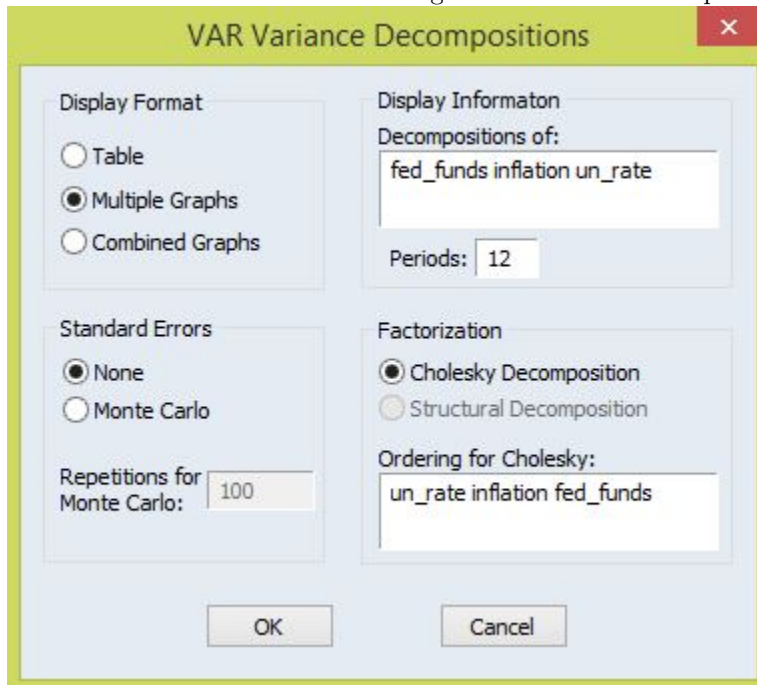 VAR Variance Decompositions
×
Display Format
Table
Multiple Graphs
Combined Graphs
Display Informaton
Decompositions of:
fed_funds inflation un_rate
Periods: 12
Standard Errors
None
Monte Carlo
Repetitions for
Monte Carlo: 100
Factorization
Cholesky Decomposition
Structural Decomposition
Ordering for Cholesky:
un_rate inflation fed_funds
OK
Cancel